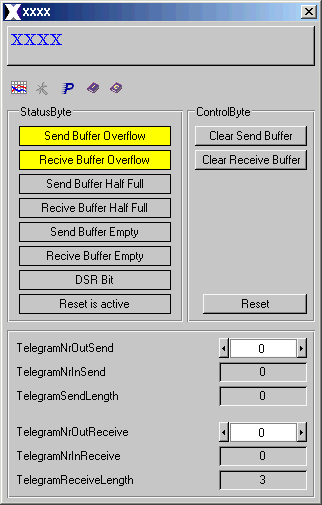 xxxx
XXXX
StatusByte
Send Buffer Overflow
Recive Buffer Overflow
Send Buffer Half Full
Recive Buffer Half Full
Send Buffer Empty
Recive Buffer Empty
DSR Bit
Reset is active
ControlByte
Clear Send Buffer
Clear Receive Buffer
Reset
TelegramNrOutSend 0
TelegramNrInSend 0
TelegramSendLength 0
TelegramNrOutReceive 0
TelegramNrInReceive 0
TelegramReceiveLength 3